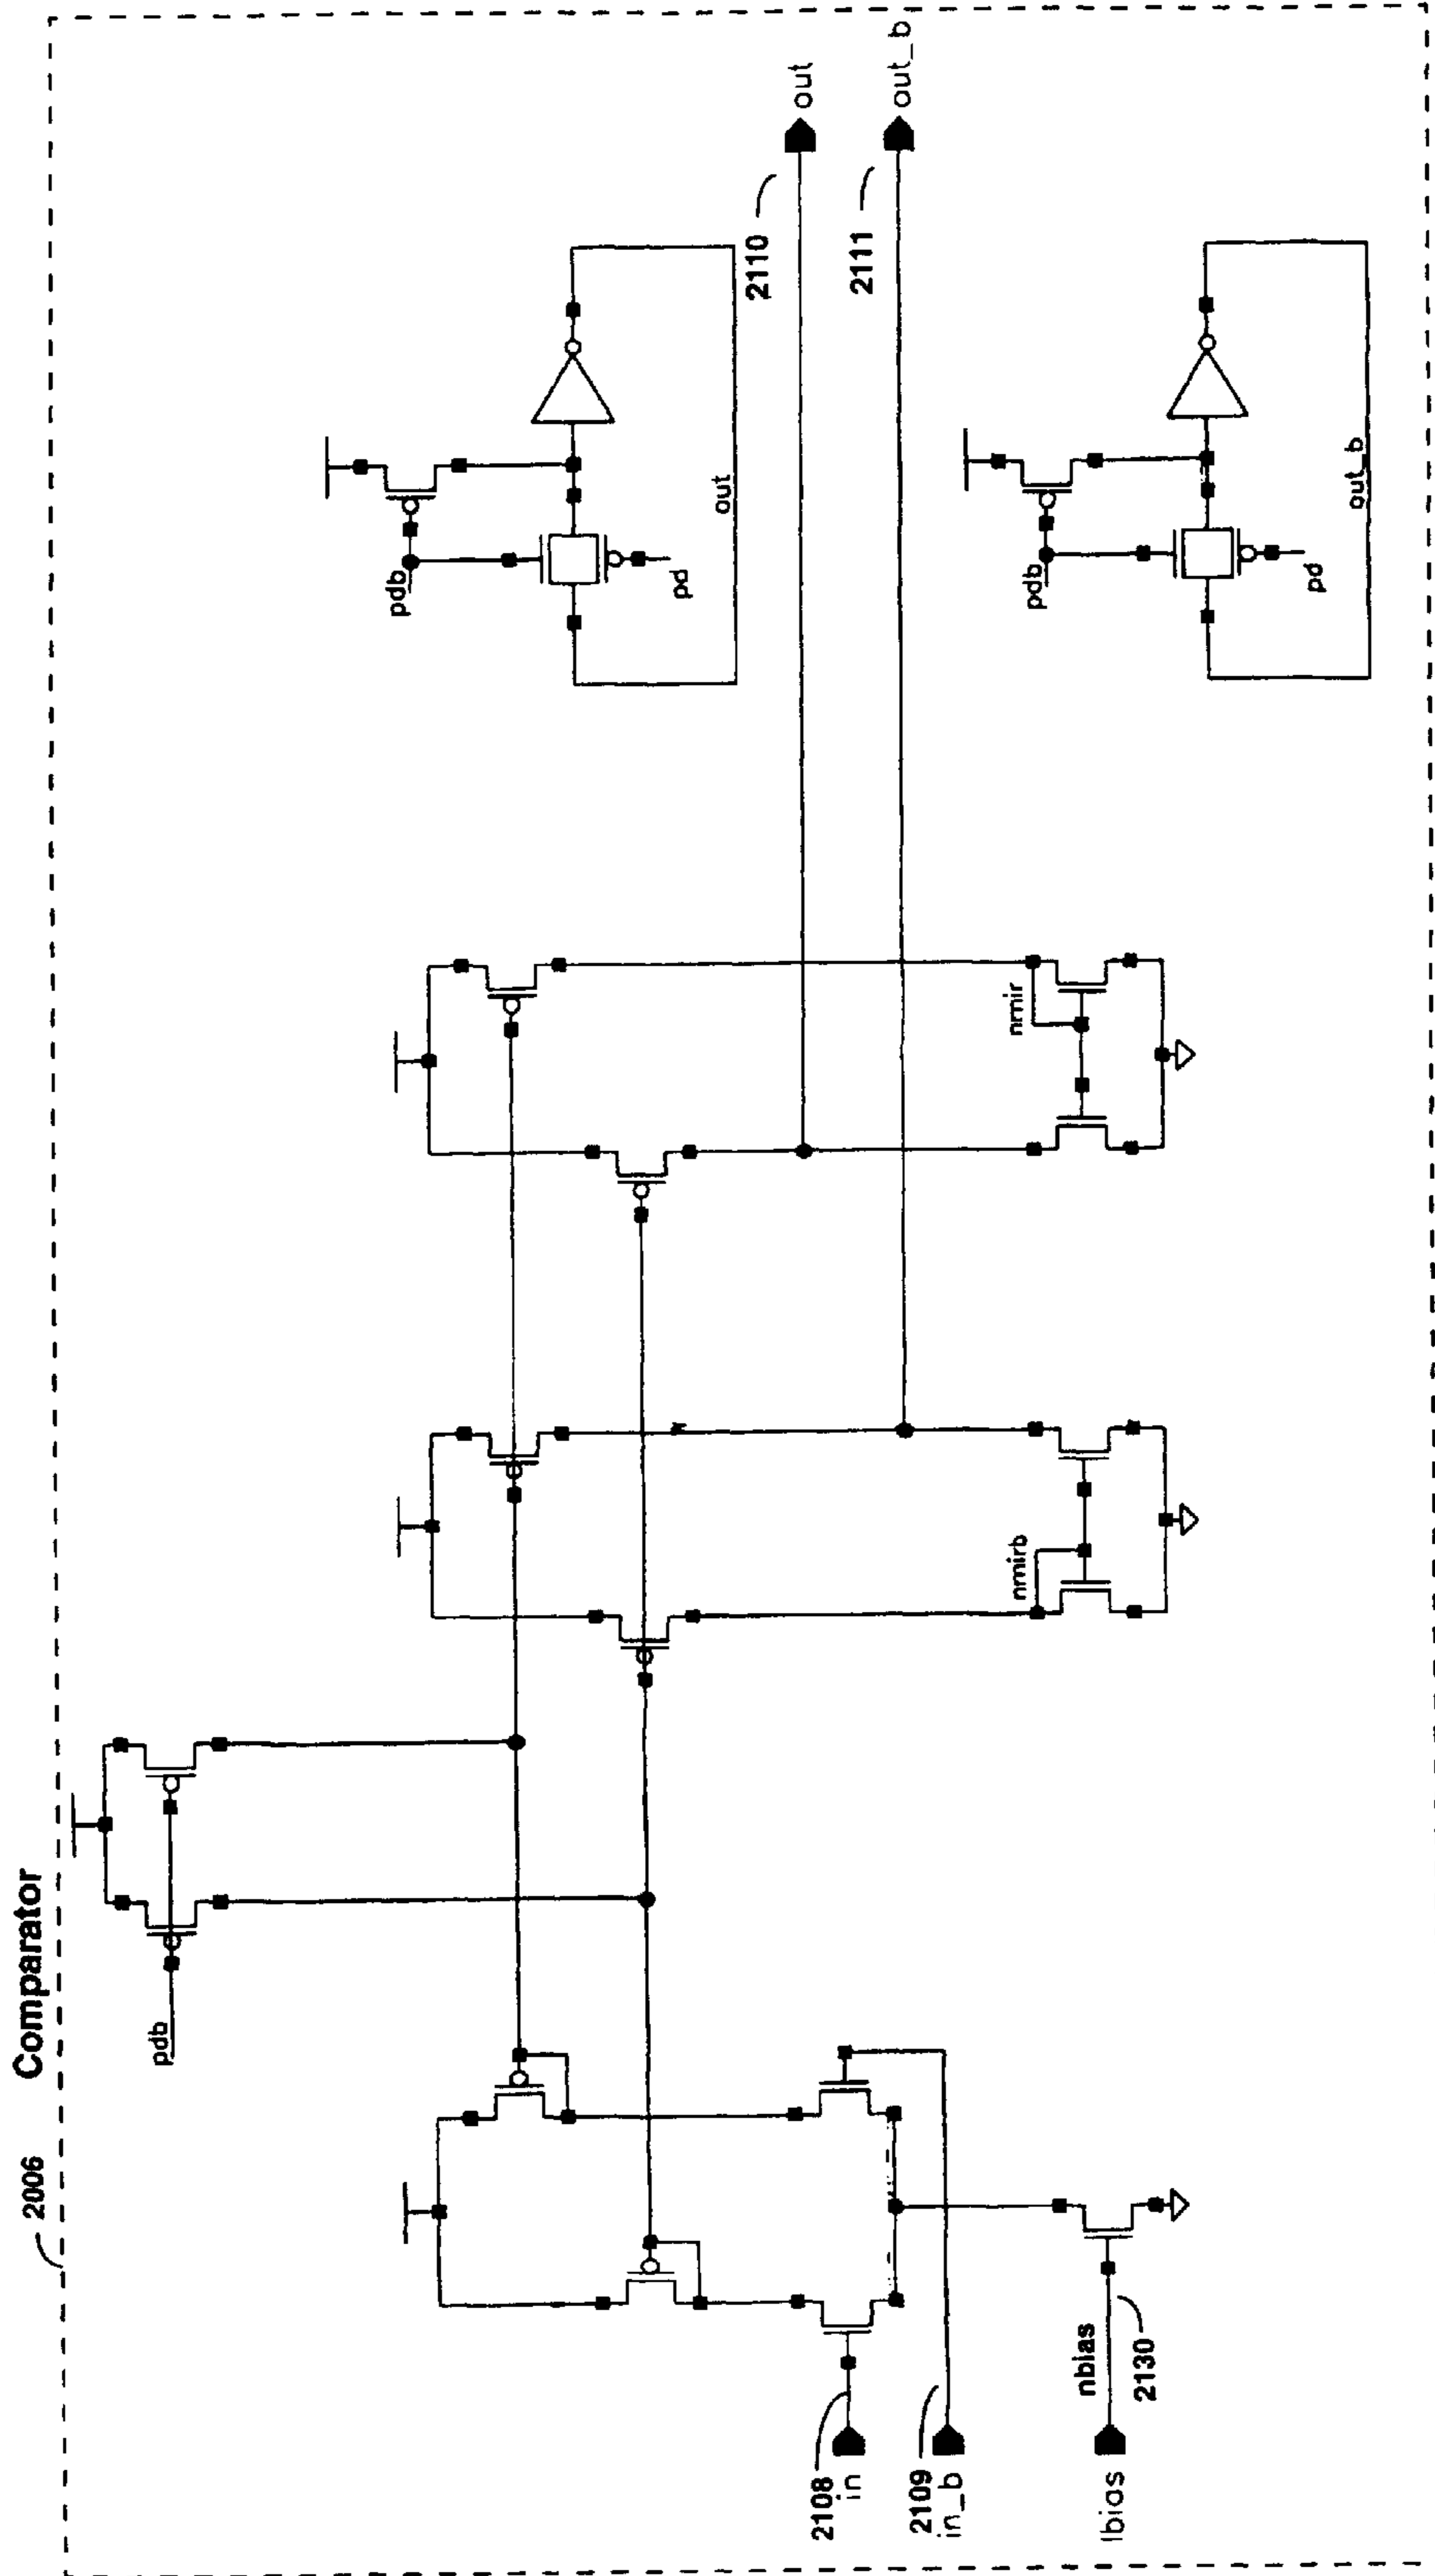 2006
Comparator
pdb
2108
in
2109
in_b
Ibias
nbias
2130
nmirb
nmir
pdb
pd
out
pdb
pd
out_b
2110
out
2111
out_b